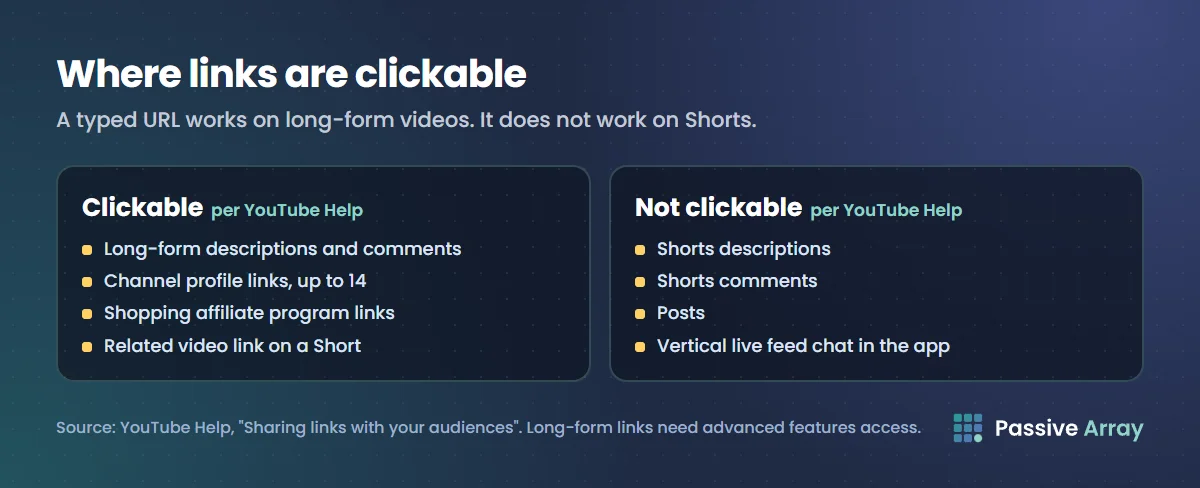 Where links are clickable
A typed URL works on long-form videos. It does not work on Shorts.
Clickable per YouTube Help
Long-form descriptions and comments
Channel profile links, up to 14
Shopping affiliate program links
Related video link on a Short
Not clickable per YouTube Help
Shorts descriptions
Shorts comments
Posts
Vertical live feed chat in the app
Source: YouTube Help, "Sharing links with your audiences". Long-form links need advanced features access.
Passive Array